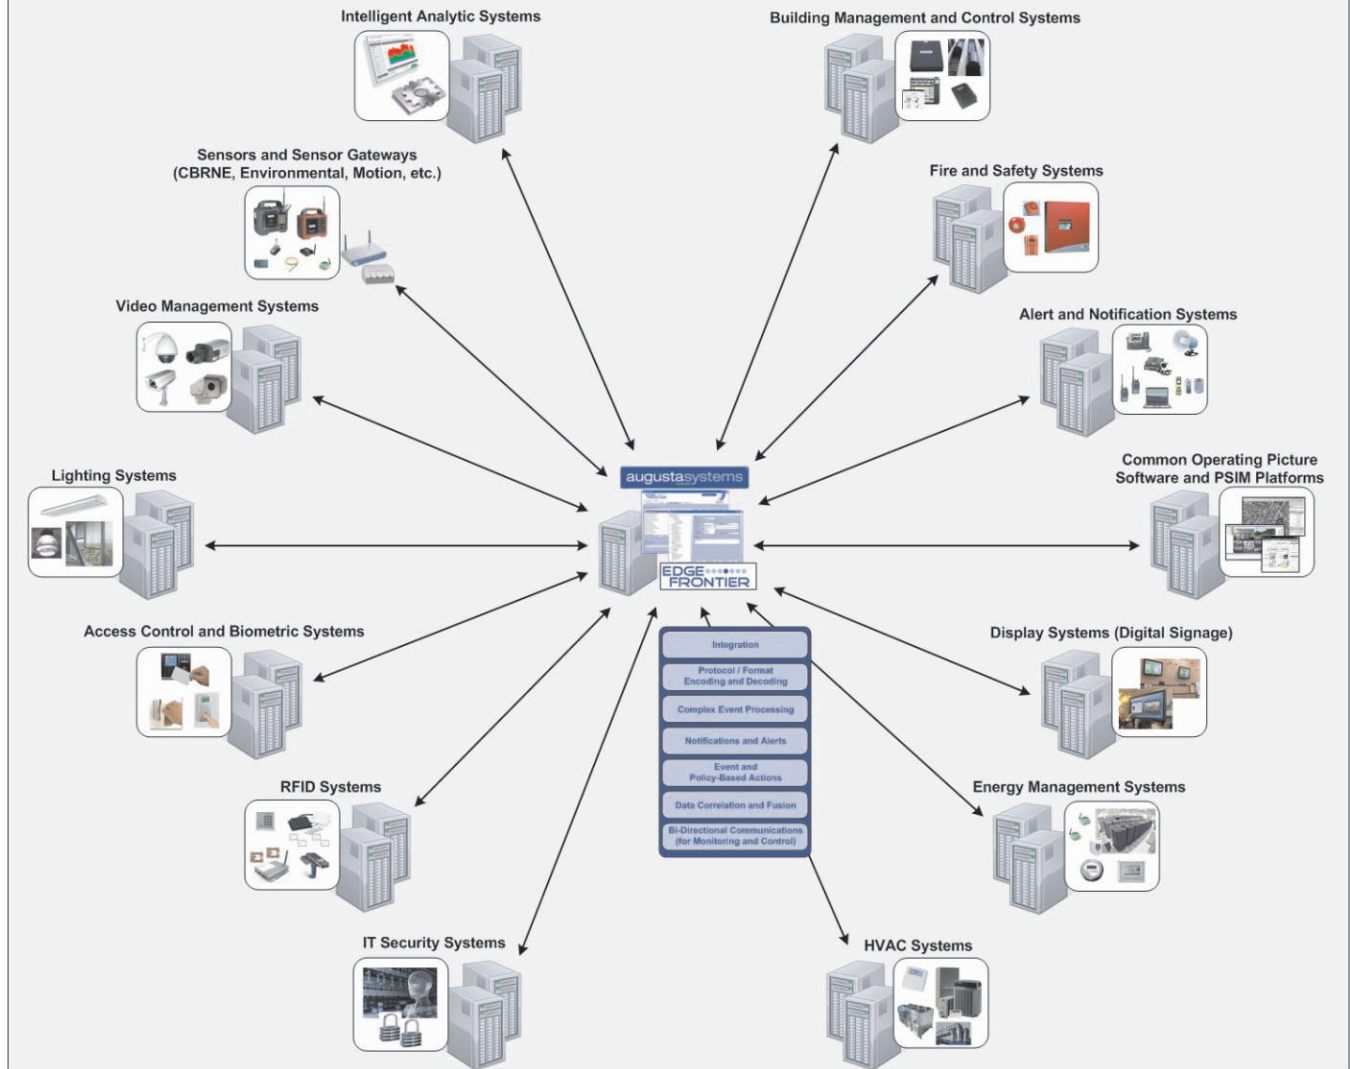 Intelligent Analytic Systems
Building Management and Control Systems
Sensors and Sensor Gateways
(CBRNE, Environmental, Motion, etc.)
Fire and Safety Systems
Video Management Systems
Alert and Notification Systems
Lighting Systems
augustasystems
Common Operating Picture
Software and PSIM Platforms
EDGE
FRONTIER
Access Control and Biometric Systems
Display Systems (Digital Signage)
Integration
Protocol / Format
Encoding and Decoding
Complex Event Processing
Notifications and Alerts
Event and
Policy-Based Actions
Data Correlation and Fusion
Bi-Directional Communications
(for Monitoring and Control)
RFID Systems
Energy Management Systems
IT Security Systems
HVAC Systems